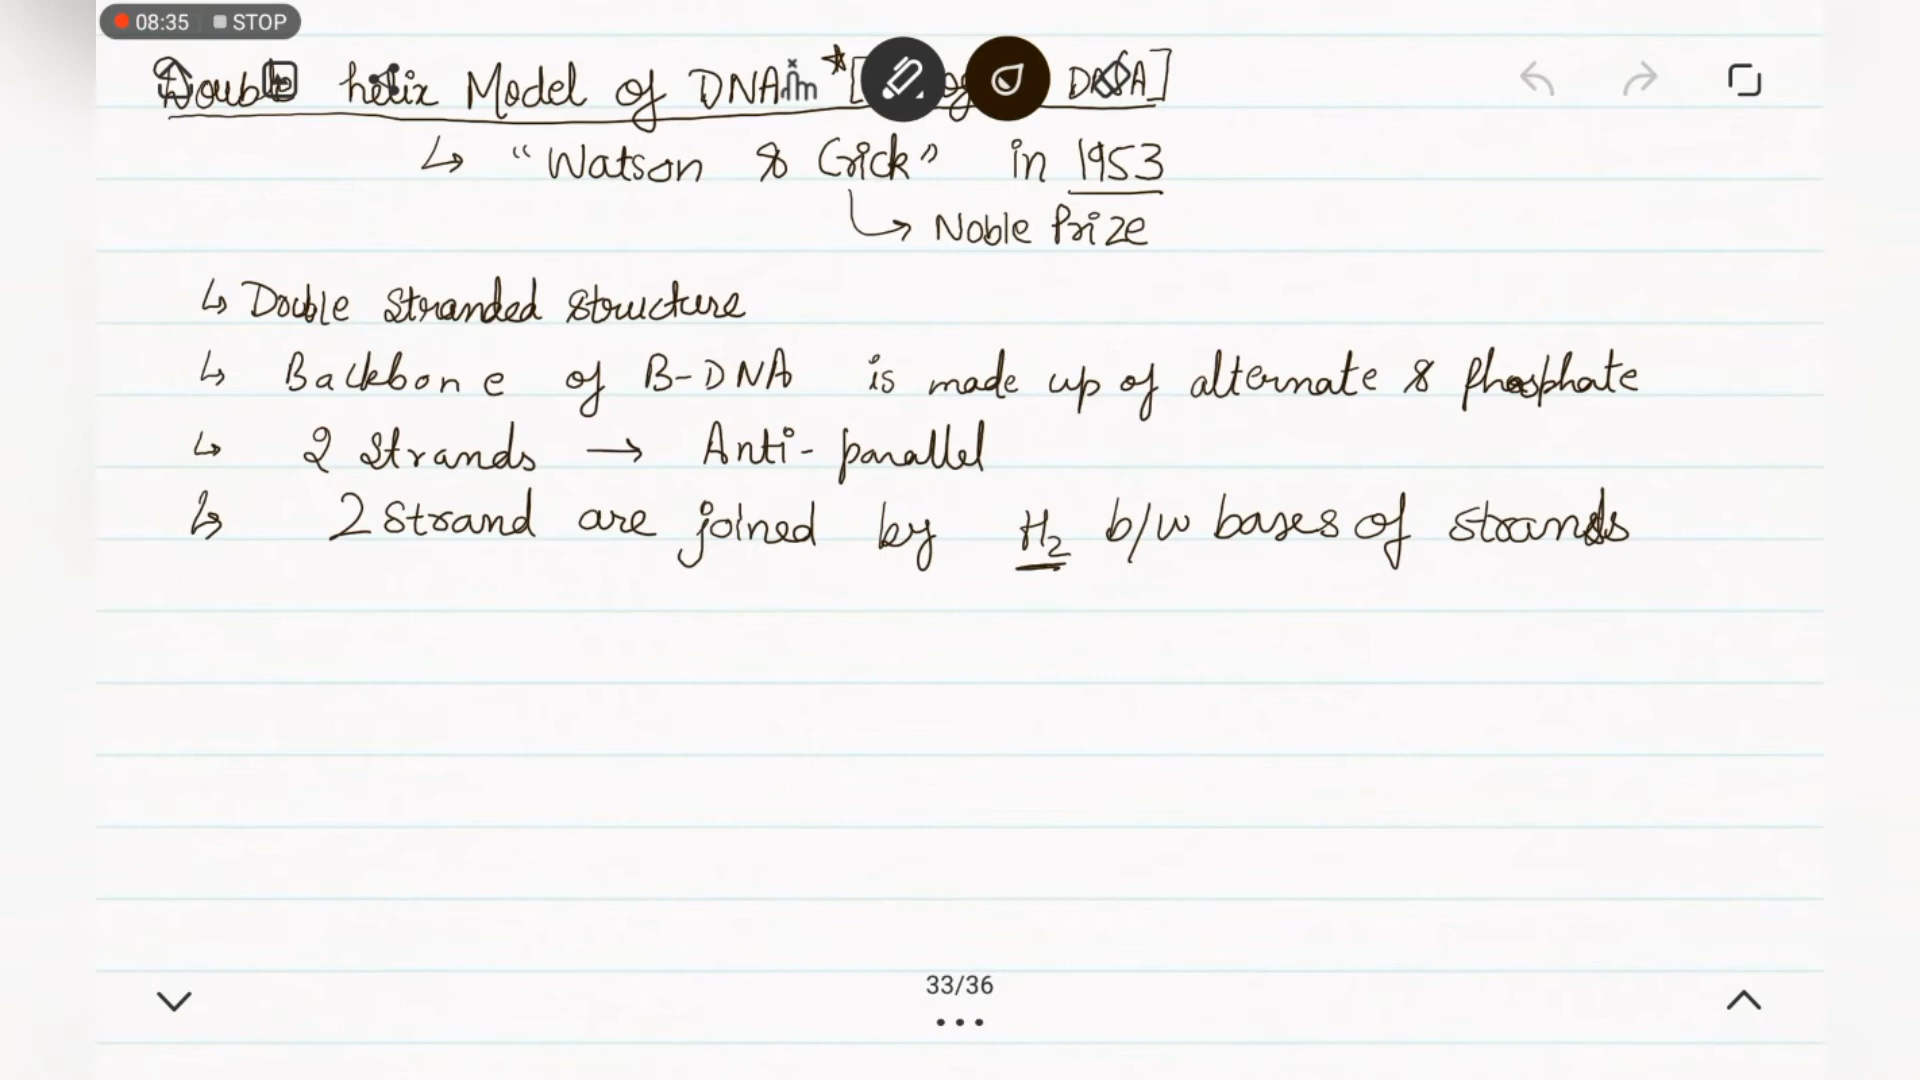 08:35 STOP
Double helix Model of DNA * [ DNA]
↳ "Watson & Crick" in 1953
↳ Noble Prize
↳ Double Stranded Structure
↳ Backbone of B-DNA is made up of alternate & phosphate
↳ 2 Strands → Anti-parallel
↳ 2 Strand are joined by H₂ b/w bases of strands
33/36